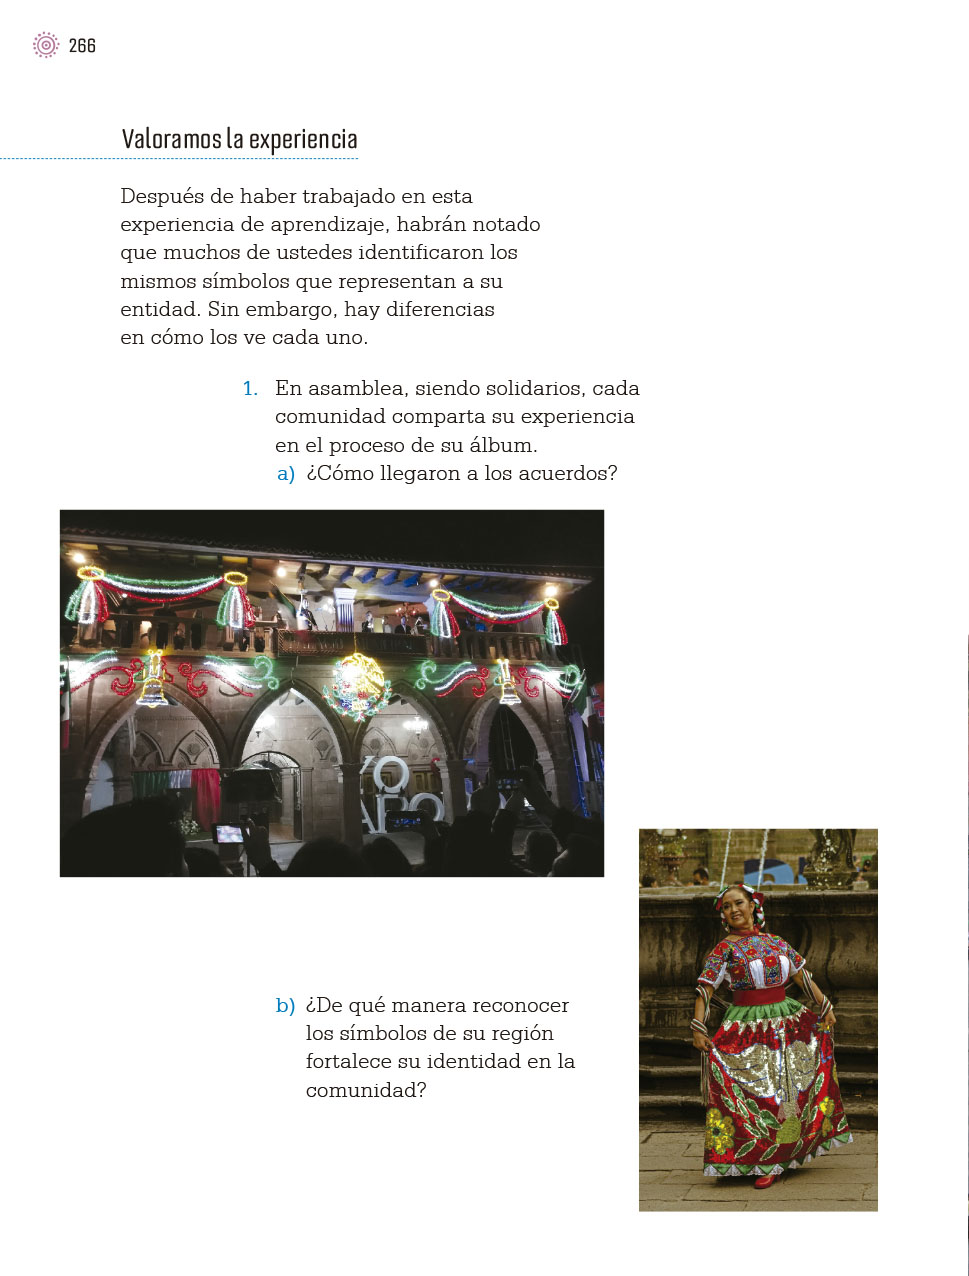 266
Valoramos la experiencia
Después de haber trabajado en esta
experiencia de aprendizaje, habrán notado
que muchos de ustedes identificaron los
mismos símbolos que representan a su
entidad. Sin embargo, hay diferencias
en cómo los ve cada uno.
1. En asamblea, siendo solidarios, cada
comunidad comparta su experiencia
en el proceso de su álbum.
a) ¿Cómo llegaron a los acuerdos?
b) ¿De qué manera reconocer
los símbolos de su región
fortalece su identidad en la
comunidad?